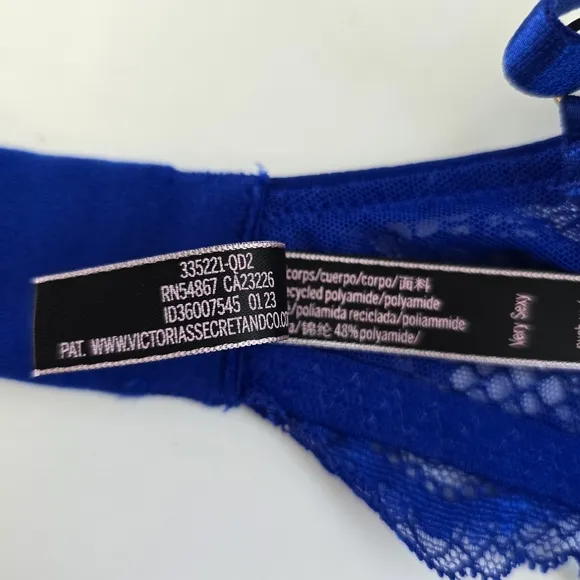 335221-QD2
RN54867 CA23226
ID36007545 01 23
PAT. WWW.VICTORIASSECRETANDCO.CO
corps/cuerpo/corpo/面料
cycled polyamide/polyamide
poliamida reciclada/poliammide
/锦纶 48% polyamide/
Very Sexy